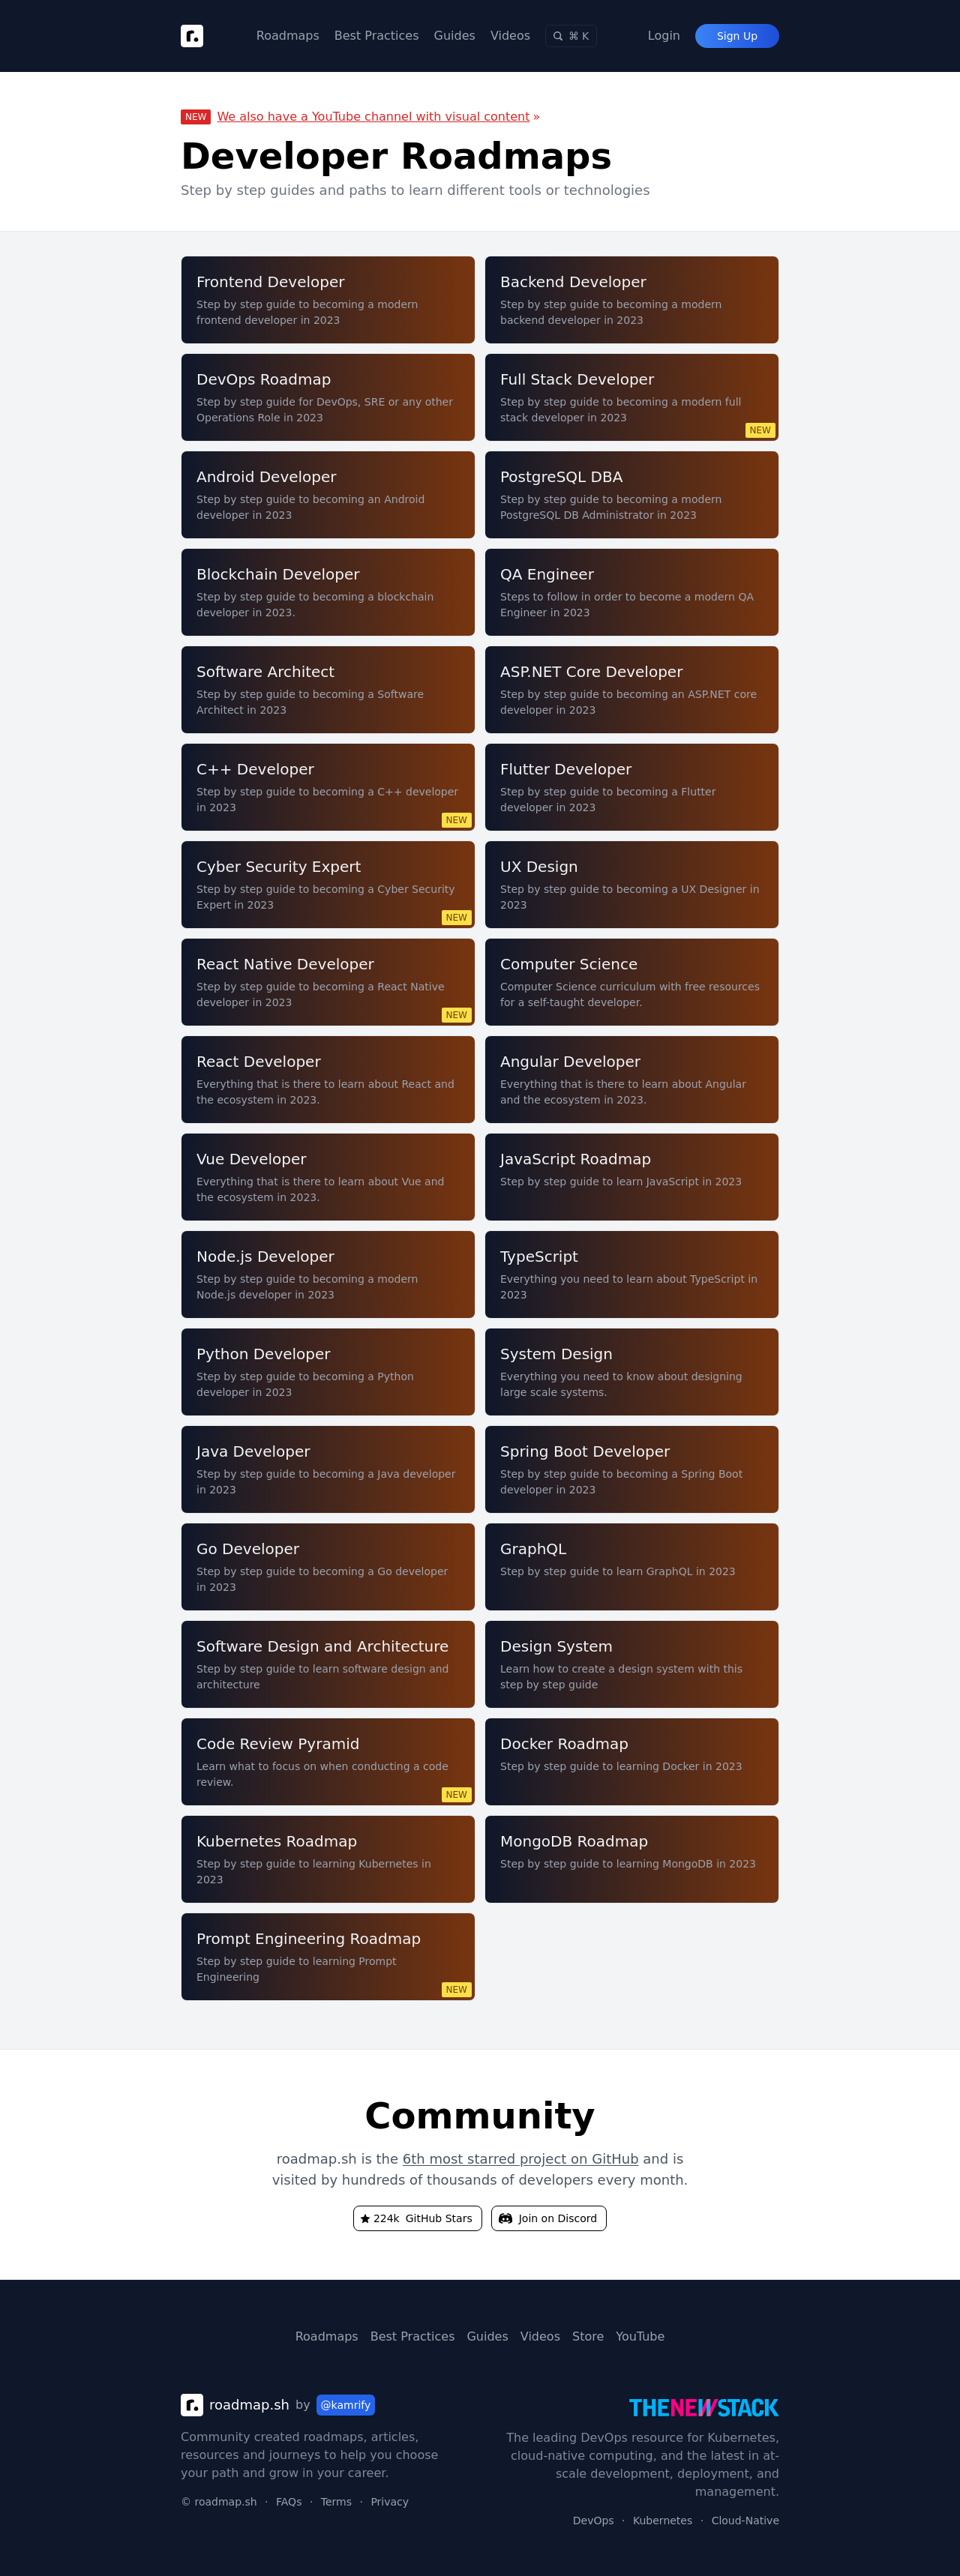 r.
Roadmaps Best Practices Guides Videos ⌘ K Login Sign Up
NEW We also have a YouTube channel with visual content »
Developer Roadmaps
Step by step guides and paths to learn different tools or technologies
Frontend Developer
Step by step guide to becoming a modern
frontend developer in 2023
Backend Developer
Step by step guide to becoming a modern
backend developer in 2023
DevOps Roadmap
Step by step guide for DevOps, SRE or any other
Operations Role in 2023
Full Stack Developer
Step by step guide to becoming a modern full
stack developer in 2023
NEW
Android Developer
Step by step guide to becoming an Android
developer in 2023
PostgreSQL DBA
Step by step guide to becoming a modern
PostgreSQL DB Administrator in 2023
Blockchain Developer
Step by step guide to becoming a blockchain
developer in 2023.
QA Engineer
Steps to follow in order to become a modern QA
Engineer in 2023
Software Architect
Step by step guide to becoming a Software
Architect in 2023
ASP.NET Core Developer
Step by step guide to becoming an ASP.NET core
developer in 2023
C++ Developer
Step by step guide to becoming a C++ developer
in 2023
NEW
Flutter Developer
Step by step guide to becoming a Flutter
developer in 2023
Cyber Security Expert
Step by step guide to becoming a Cyber Security
Expert in 2023
NEW
UX Design
Step by step guide to becoming a UX Designer in
2023
React Native Developer
Step by step guide to becoming a React Native
developer in 2023
NEW
Computer Science
Computer Science curriculum with free resources
for a self-taught developer.
React Developer
Everything that is there to learn about React and
the ecosystem in 2023.
Angular Developer
Everything that is there to learn about Angular
and the ecosystem in 2023.
Vue Developer
Everything that is there to learn about Vue and
the ecosystem in 2023.
JavaScript Roadmap
Step by step guide to learn JavaScript in 2023
Node.js Developer
Step by step guide to becoming a modern
Node.js developer in 2023
TypeScript
Everything you need to learn about TypeScript in
2023
Python Developer
Step by step guide to becoming a Python
developer in 2023
System Design
Everything you need to know about designing
large scale systems.
Java Developer
Step by step guide to becoming a Java developer
in 2023
Spring Boot Developer
Step by step guide to becoming a Spring Boot
developer in 2023
Go Developer
Step by step guide to becoming a Go developer
in 2023
GraphQL
Step by step guide to learn GraphQL in 2023
Software Design and Architecture
Step by step guide to learn software design and
architecture
Design System
Learn how to create a design system with this
step by step guide
Code Review Pyramid
Learn what to focus on when conducting a code
review.
NEW
Docker Roadmap
Step by step guide to learning Docker in 2023
Kubernetes Roadmap
Step by step guide to learning Kubernetes in
2023
MongoDB Roadmap
Step by step guide to learning MongoDB in 2023
Prompt Engineering Roadmap
Step by step guide to learning Prompt
Engineering
NEW
Community
roadmap.sh is the 6th most starred project on GitHub and is
visited by hundreds of thousands of developers every month.
224k GitHub Stars
Join on Discord
Roadmaps Best Practices Guides Videos Store YouTube
r. roadmap.sh by @kamrify
Community created roadmaps, articles,
resources and journeys to help you choose
your path and grow in your career.
© roadmap.sh · FAQs · Terms · Privacy
THENEWSTACK
The leading DevOps resource for Kubernetes,
cloud-native computing, and the latest in at-
scale development, deployment, and
management.
DevOps · Kubernetes · Cloud-Native